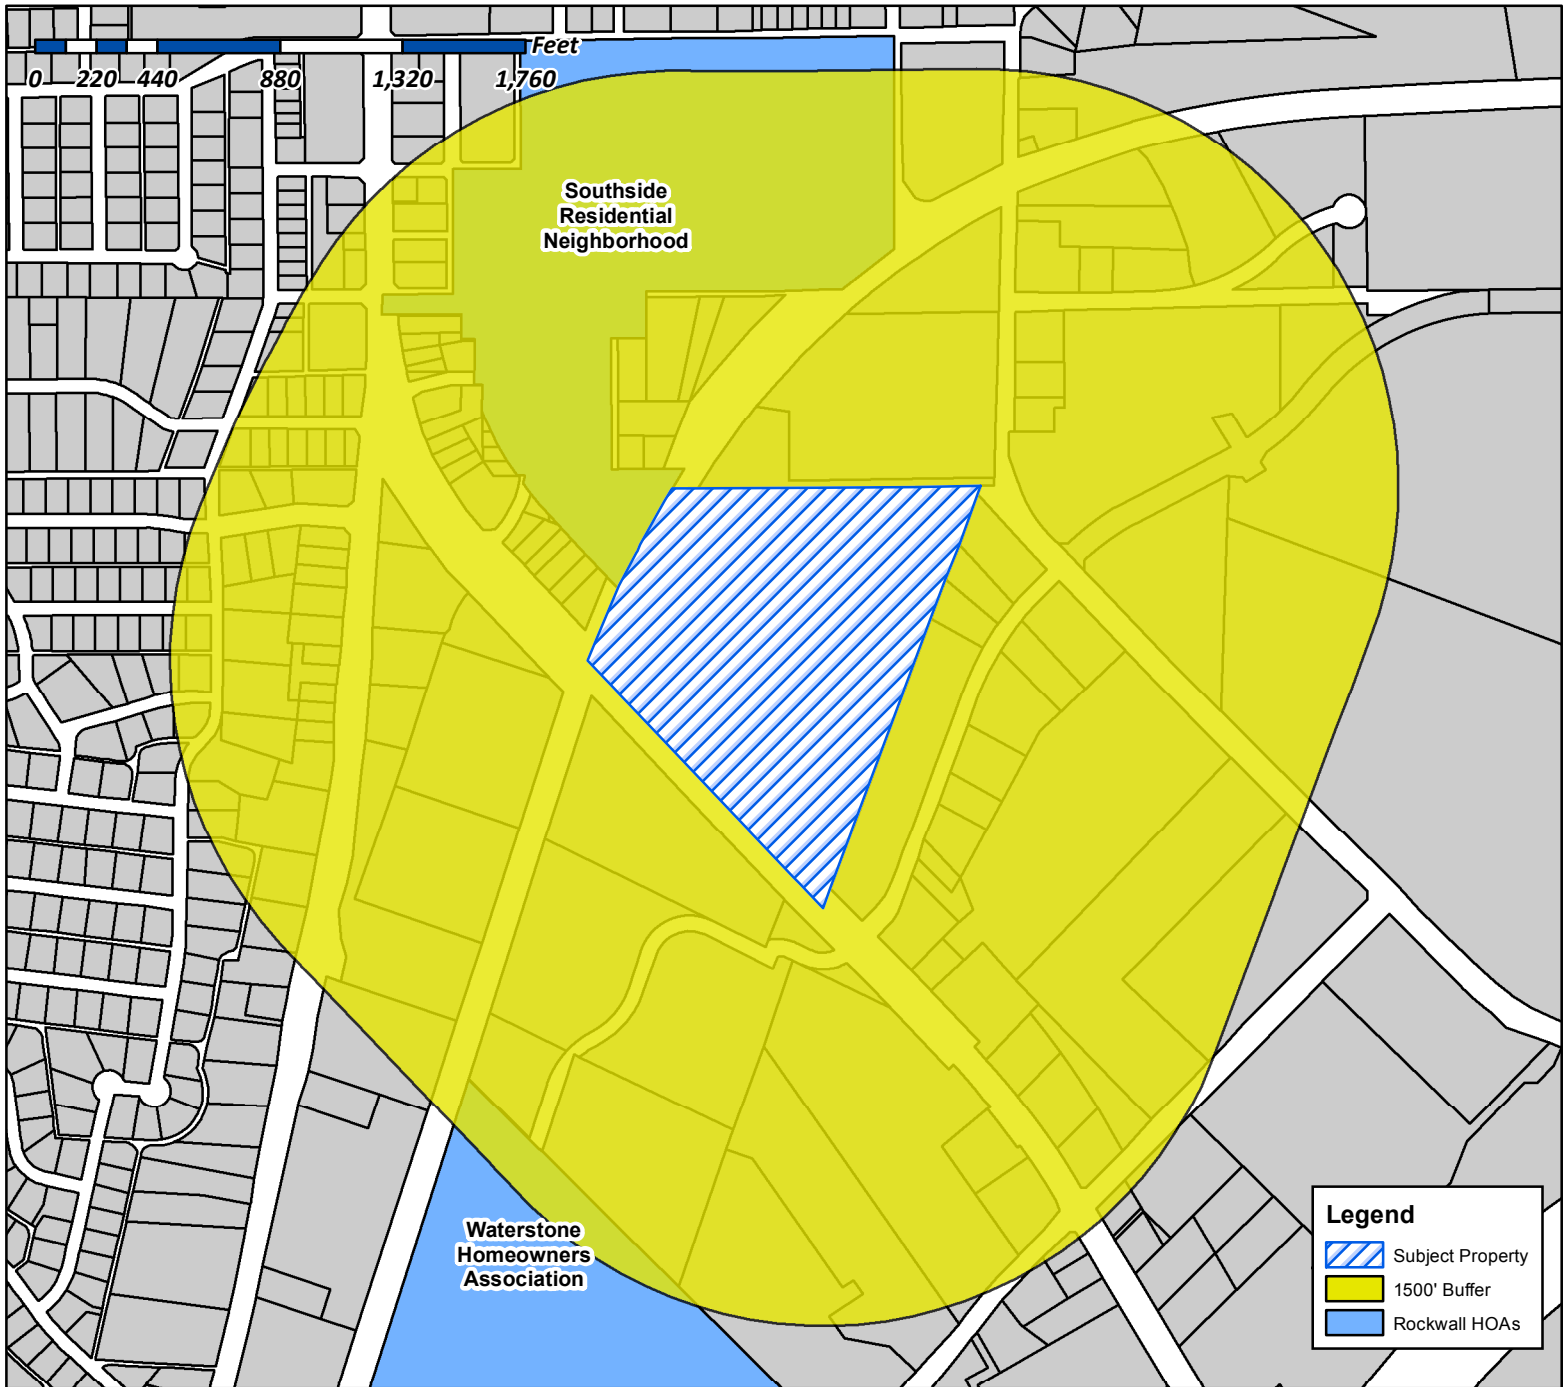 Feet
0 220 440 880 1,320 1,760
Southside
Residential
Neighborhood
Waterstone
Homeowners
Association
Legend
Subject Property
1500' Buffer
Rockwall HOAs